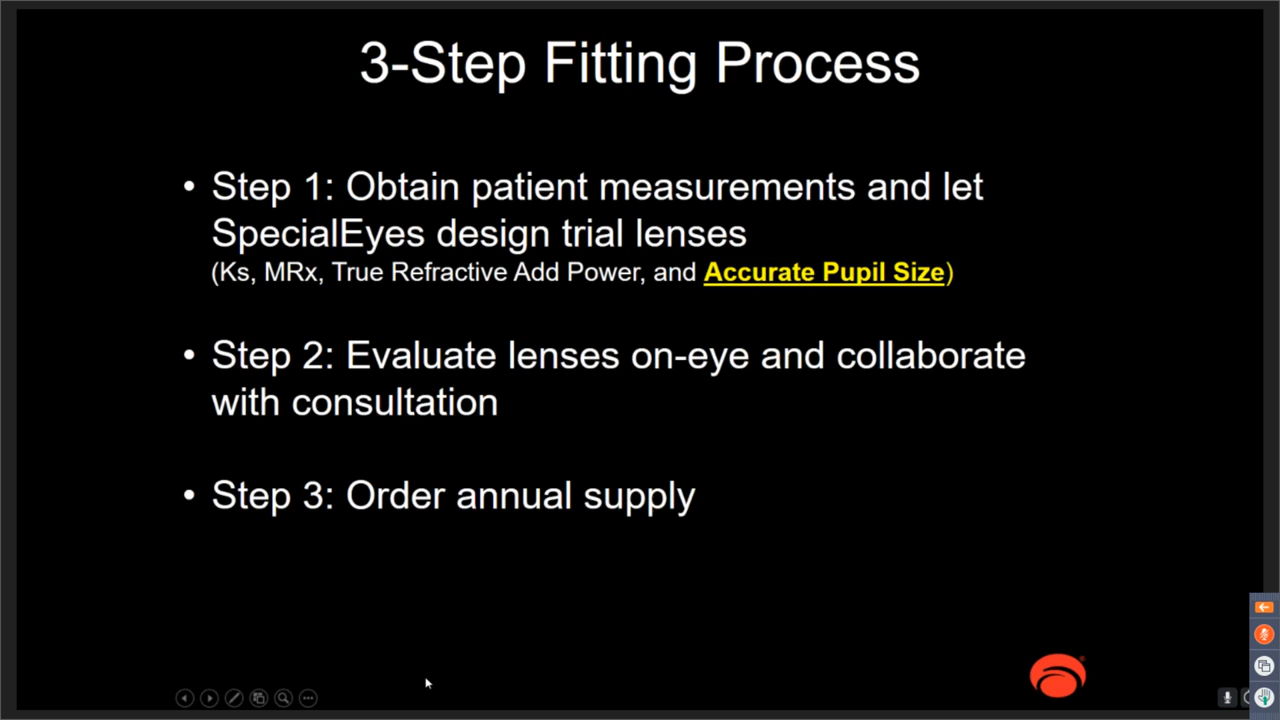 3-Step Fitting Process
• Step 1: Obtain patient measurements and let
SpecialEyes design trial lenses
(Ks, MRx, True Refractive Add Power, and Accurate Pupil Size)
• Step 2: Evaluate lenses on-eye and collaborate
with consultation
• Step 3: Order annual supply